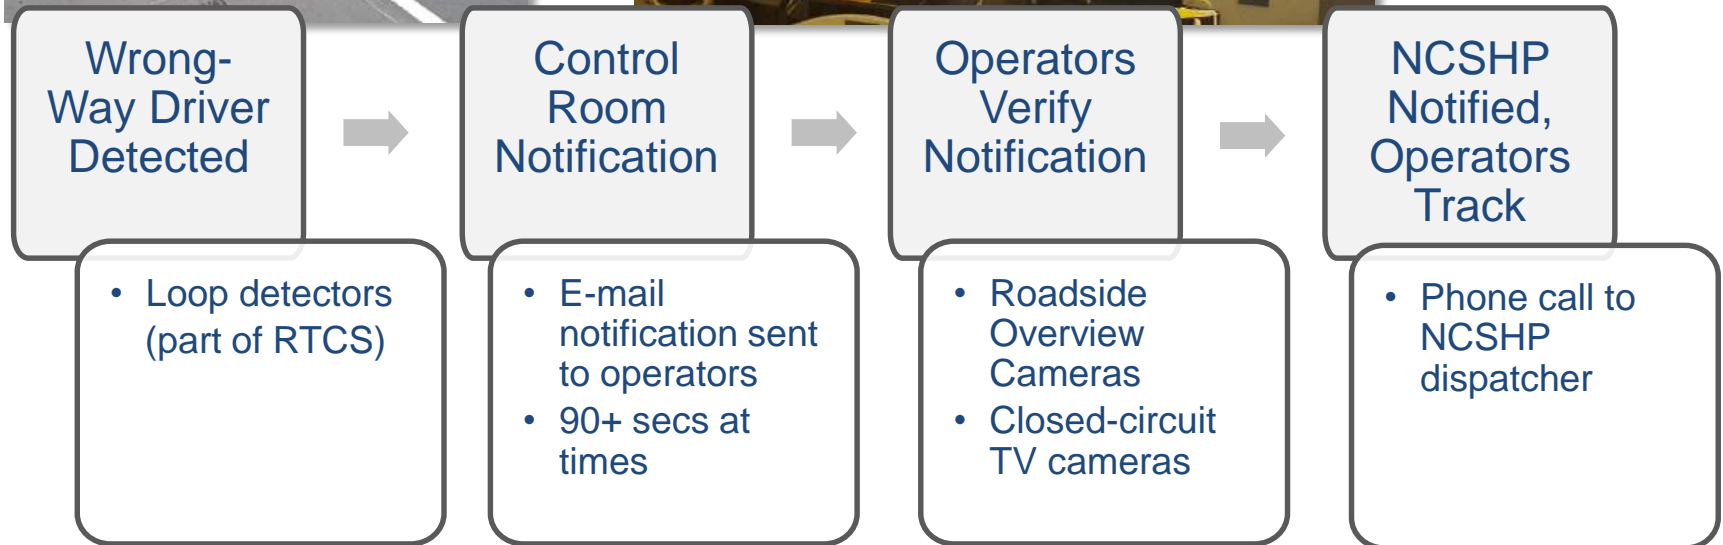 Wrong-
Way Driver
Detected
• Loop detectors
(part of RTCS)
Control
Room
Notification
• E-mail
notification sent
to operators
• 90+ secs at
times
Operators
Verify
Notification
• Roadside
Overview
Cameras
• Closed-circuit
TV cameras
NCSHP
Notified,
Operators
Track
• Phone call to
NCSHP
dispatcher